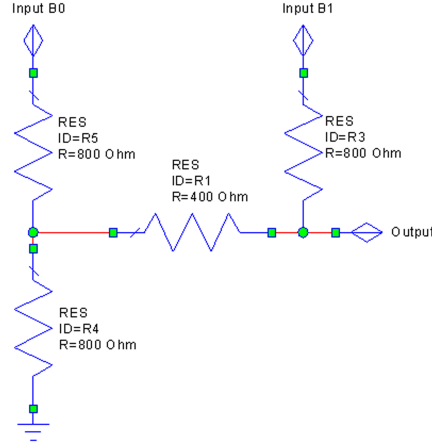 Input B0
Input B1
RES
ID=R5
R=800 Ohm
RES
ID=R3
R=800 Ohm
RES
ID=R1
R=400 Ohm
Output
RES
ID=R4
R=800 Ohm